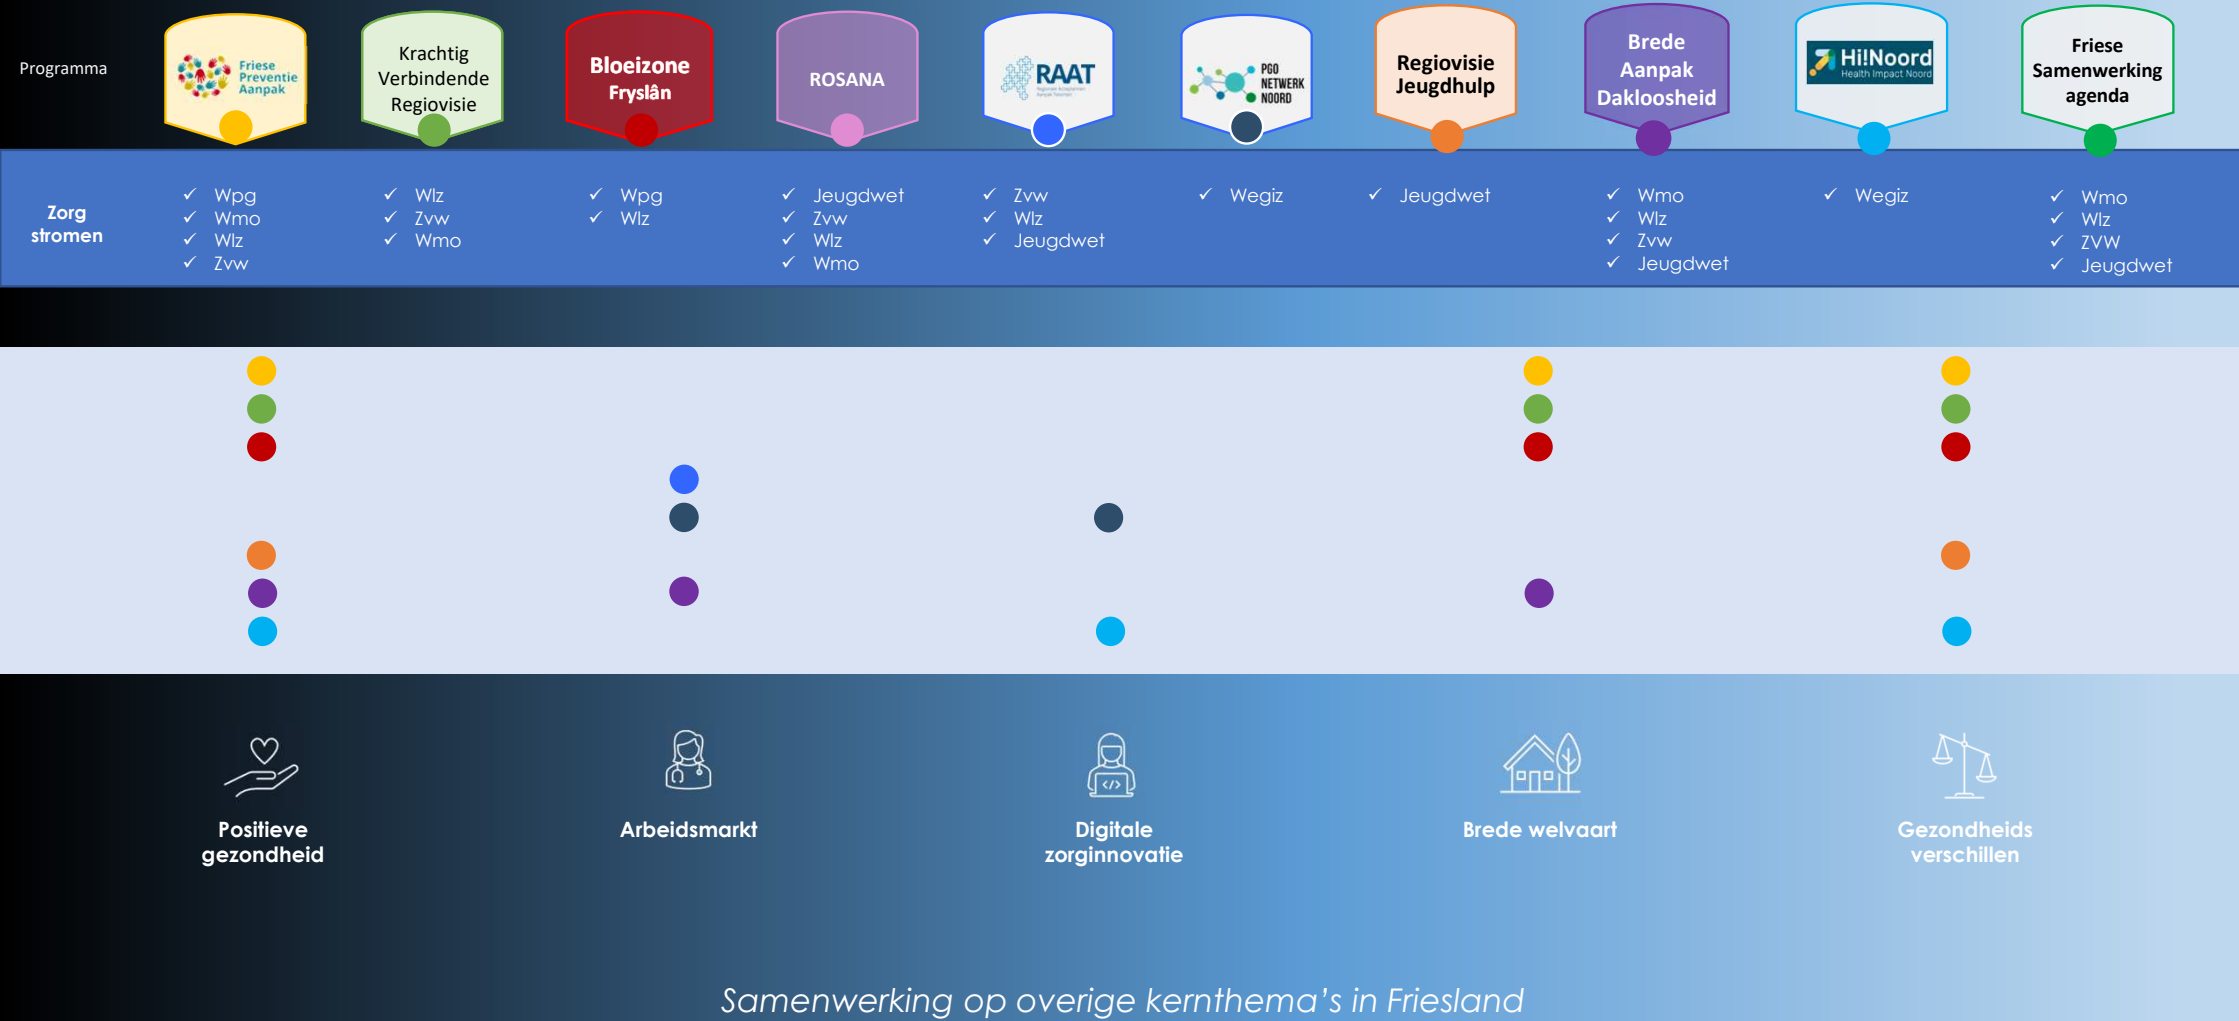 Programma
Friese
Preventie
Aanpak
Krachtig
Verbindende
Regiovisie
Bloeizone
Fryslân
ROSANA
RAAT
PGO
NETWERK
NOORD
Regiovisie
Jeugdhulp
Brede
Aanpak
Dakloosheid
Hi!Noord
Health Impact Noord
Friese
Samenwerking
agenda
Zorg
stromen
✓ Wpg
✓ Wmo
✓ Wlz
✓ Zvw
✓ Wlz
✓ Zvw
✓ Wmo
✓ Wpg
✓ Wlz
✓ Jeugdwet
✓ Zvw
✓ Wlz
✓ Wmo
✓ Zvw
✓ Wlz
✓ Jeugdwet
✓ Wegiz
✓ Jeugdwet
✓ Wmo
✓ Wlz
✓ Zvw
✓ Jeugdwet
✓ Wegiz
✓ Wmo
✓ Wlz
✓ ZVW
✓ Jeugdwet
Positieve
gezondheid
Arbeidsmarkt
</>
Digitale
zorginnovatie
Brede welvaart
Gezondheids
verschillen
Samenwerking op overige kernthema's in Friesland